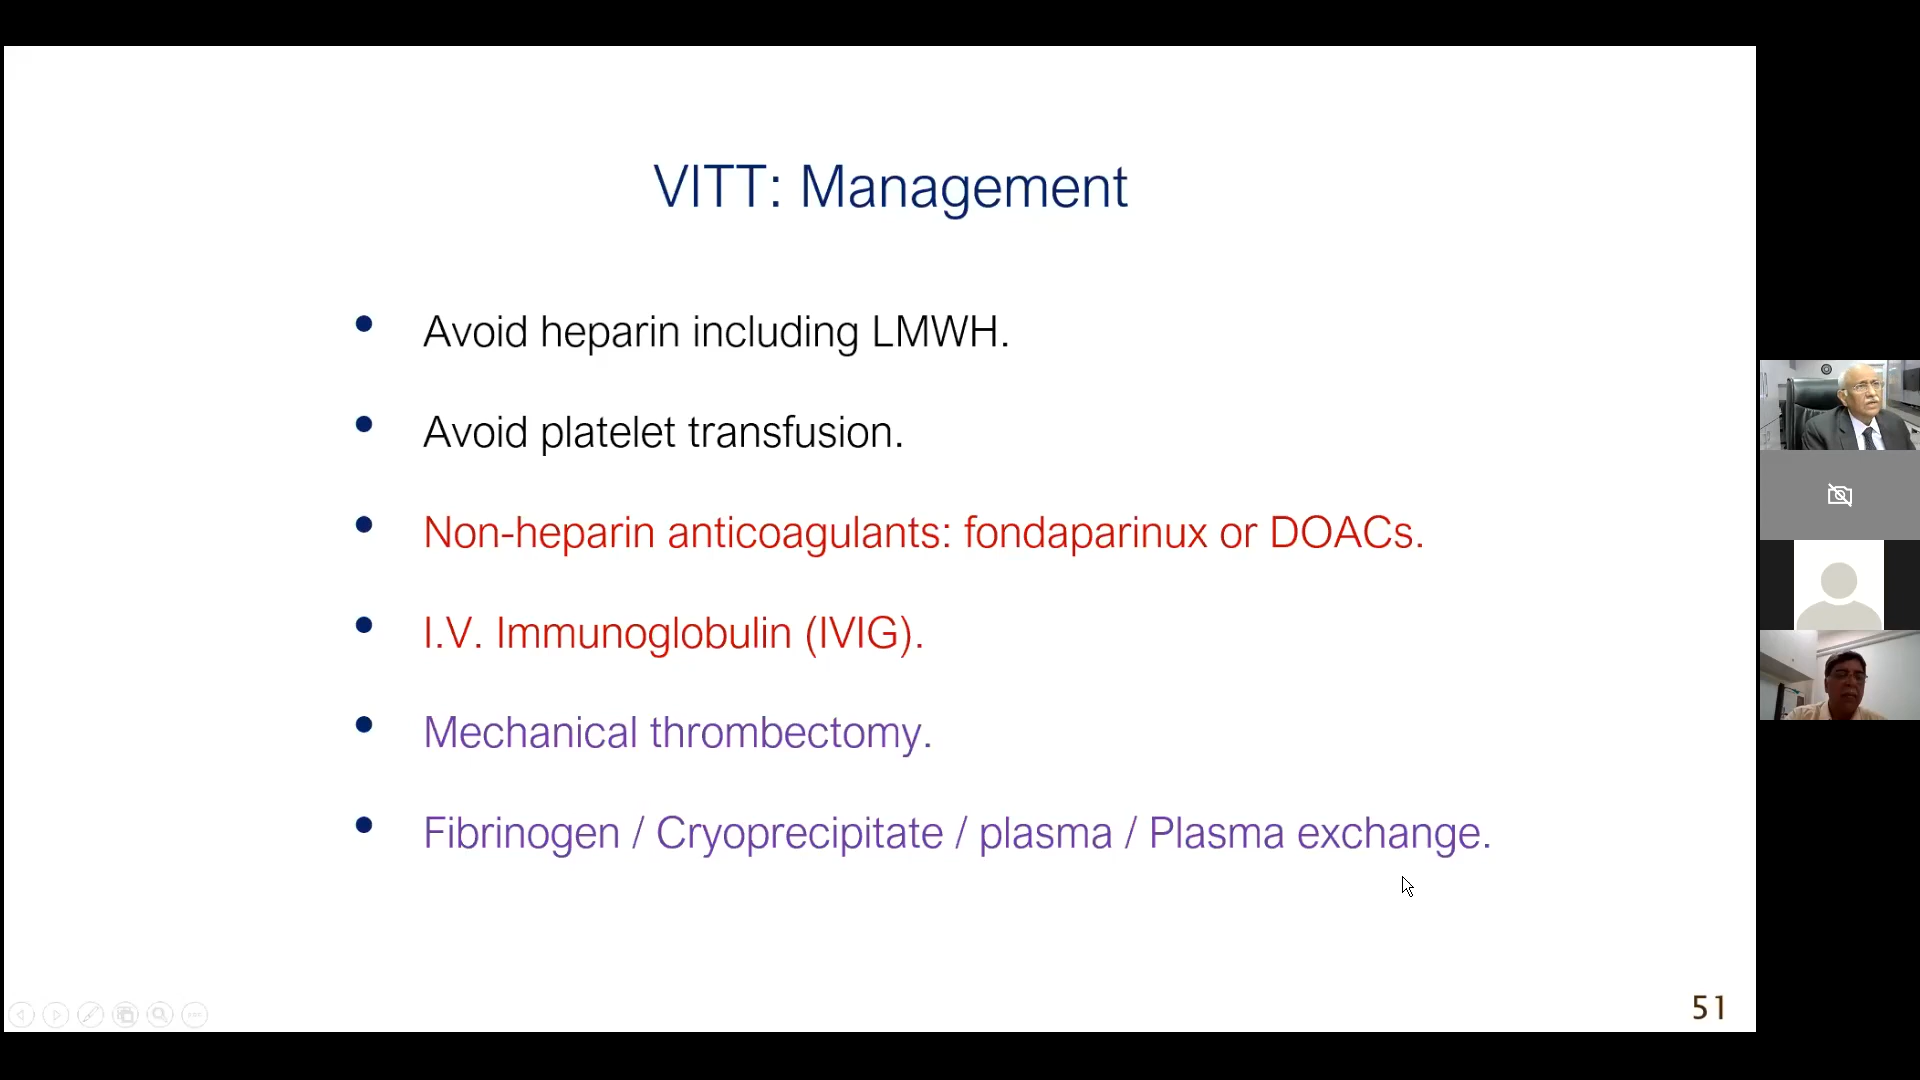 VITT: Management
• Avoid heparin including LMWH.
• Avoid platelet transfusion.
• Non-heparin anticoagulants: fondaparinux or DOACs.
• I.V. Immunoglobulin (IVIG).
• Mechanical thrombectomy.
• Fibrinogen / Cryoprecipitate / plasma / Plasma exchange.
51